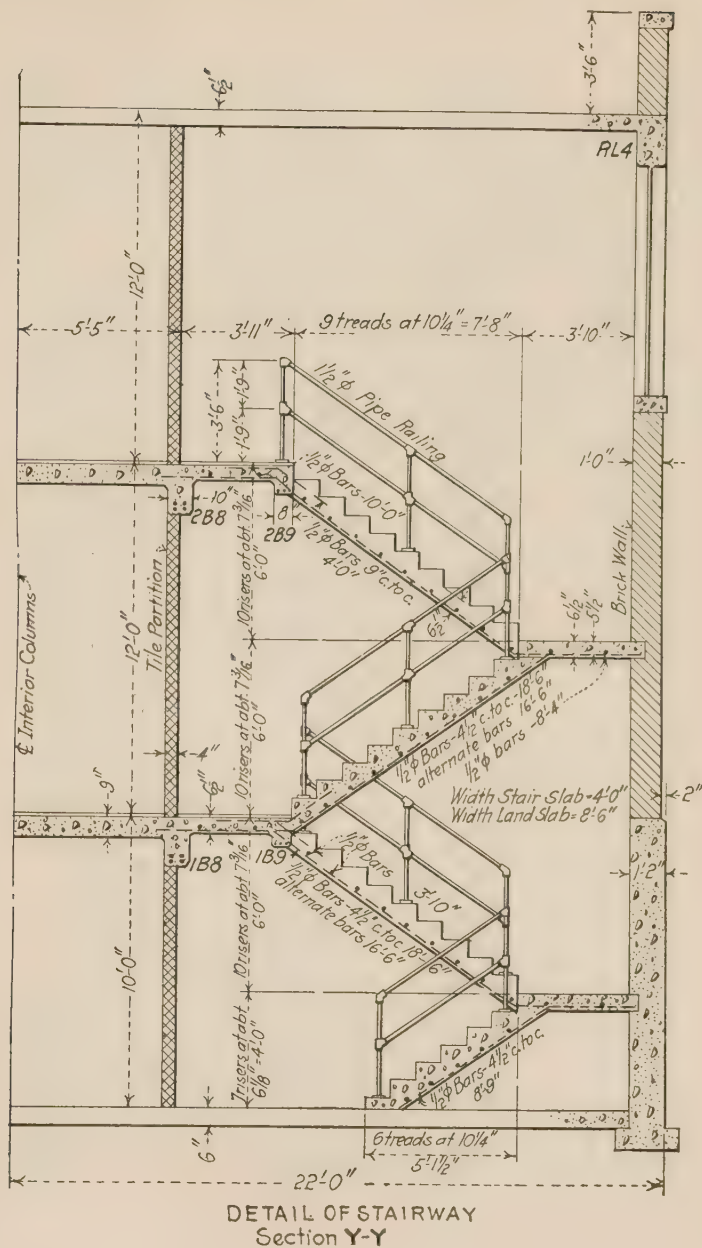 3'-6"
6½"
RL4
12'-0"
5'-5"
3'-11"
9 treads at 10¼" = 7'-8"
3'-10"
1½"ϕ Pipe Railing
3'-6"
1'-9"
1'-9"
1'-0"
½"ϕ Bars-10'-0"
10"
8"
2B8
2B9
½"ϕ Bars 9" c. to c.
4'-0"
10 risers at abt. 7 3/16"
6'-0"
Brick Wall
6½"
6½"
5½"
Tile Partition
12'-0"
℄ Interior Columns
10 risers at abt. 7 3/16"
6'-0"
½"ϕ Bars-4½" c. to c.-18'-6"
alternate bars 16'-6"
½"ϕ bars -8'-4"
4"
9"
6½"
Width Stair Slab=4'-0"
Width Land Slab=8'-6"
2"
1B8
1B9
½"ϕ Bars
3'-10"
½"ϕ Bars-4½" c. to c. 18'-6"
alternate bars 16'-6"
1'-2"
10 risers at abt. 7 3/16"
6'-0"
10'-0"
7 risers at abt.
6⅞"=4'-0"
½"ϕ Bars-4½" c. to c.
8'-9"
6"
6 treads at 10¼"
5'-1½"
22'-0"
DETAIL OF STAIRWAY
Section Y-Y